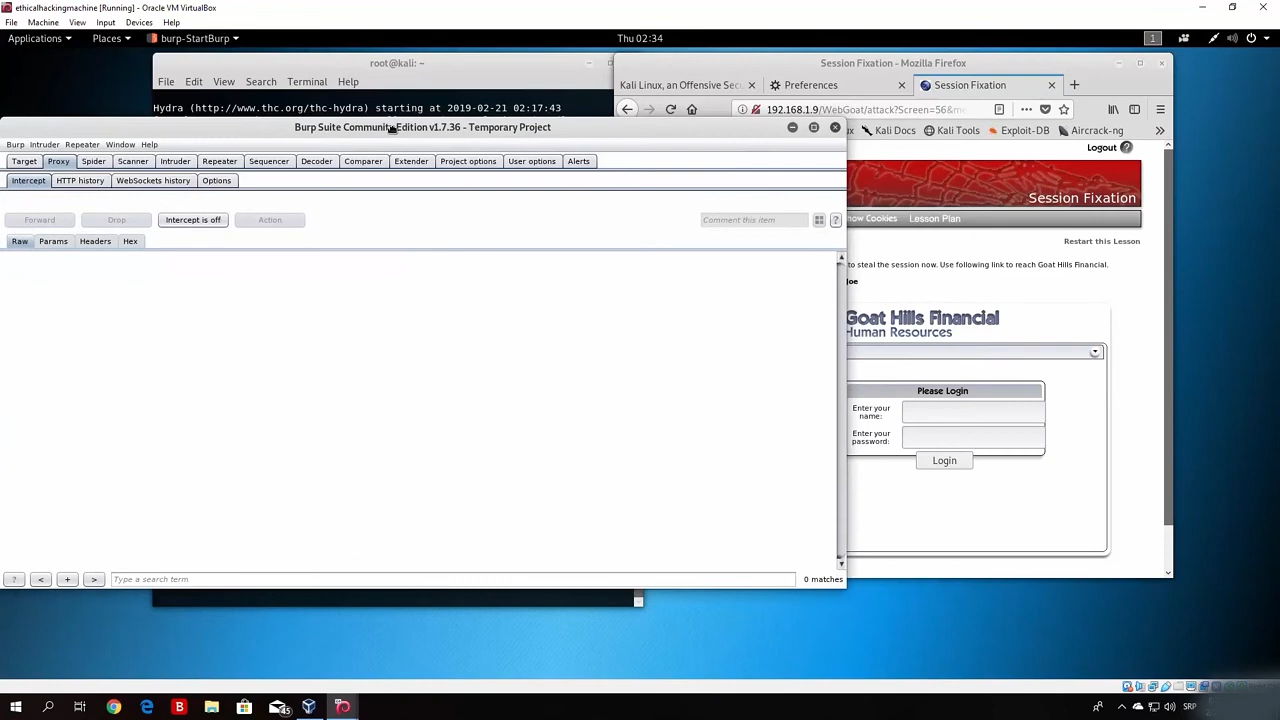 ethicalhackingmachine [Running] - Oracle VM VirtualBox
File Machine View Input Devices Help
Applications Places burp-StartBurp Thu 02:34 1
root@kali: ~
File Edit View Search Terminal Help
Hydra (http://www.thc.org/thc-hydra) starting at 2019-02-21 02:17:43
Session Fixation - Mozilla Firefox
Kali Linux, an Offensive Sec Preferences Session Fixation
192.168.1.9/WebGoat/attack?Screen=56&me
Kali Docs Kali Tools Exploit-DB Aircrack-ng
Burp Suite Community Edition v1.7.36 - Temporary Project
Burp Intruder Repeater Window Help
Target Proxy Spider Scanner Intruder Repeater Sequencer Decoder Comparer Extender Project options User options Alerts
Intercept HTTP history WebSockets history Options
Forward Drop Intercept is off Action Comment this item ?
Raw Params Headers Hex
? < + > Type a search term 0 matches
Logout ?
Session Fixation
how Cookies Lesson Plan
Restart this Lesson
to steal the session now. Use following link to reach Goat Hills Financial.
Joe
Goat Hills Financial
Human Resources
Please Login
Enter your name:
Enter your password:
Login
45
SRP